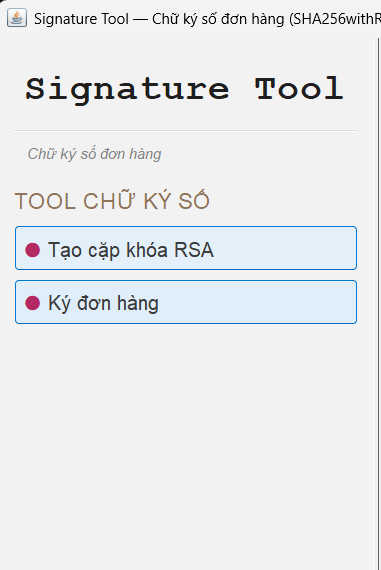 Signature Tool — Chữ ký số đơn hàng (SHA256withR
Signature Tool
Chữ ký số đơn hàng
TOOL CHỮ KÝ SỐ
Tạo cặp khóa RSA
Ký đơn hàng